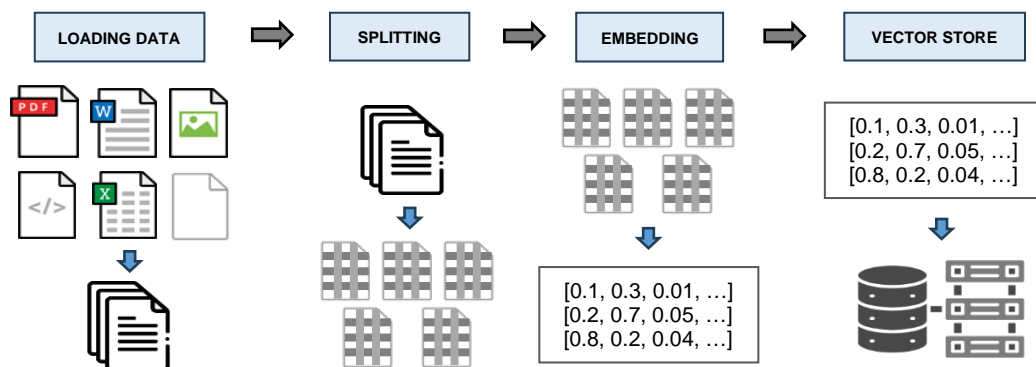 LOADING DATA
SPLITTING
EMBEDDING
VECTOR STORE
PDF
W
</>
X
[0.1, 0.3, 0.01, …]
[0.2, 0.7, 0.05, …]
[0.8, 0.2, 0.04, …]
[0.1, 0.3, 0.01, …]
[0.2, 0.7, 0.05, …]
[0.8, 0.2, 0.04, …]